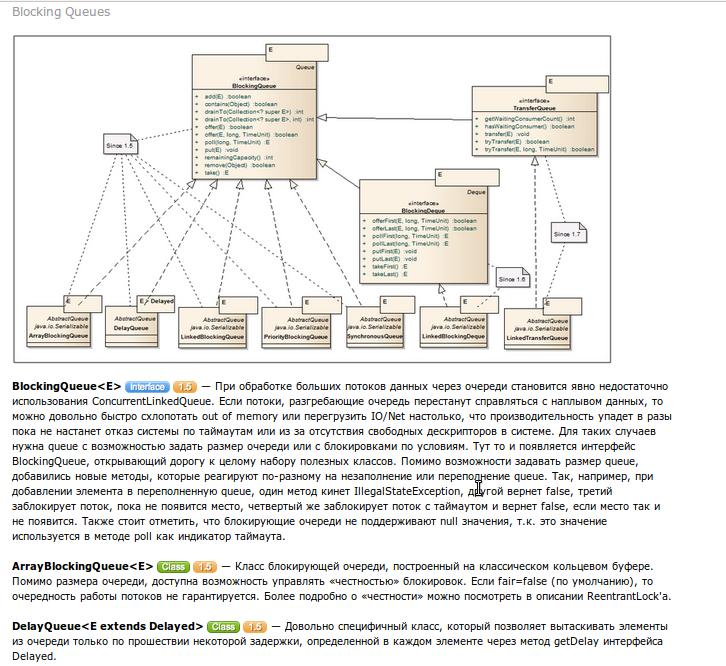 Blocking Queues
E
Queue
«interface»
BlockingQueue
+ add(E) :boolean
+ contains(Object) :boolean
+ drainTo(Collection<? super E>) :int
+ drainTo(Collection<? super E>, int) :int
+ offer(E) :boolean
+ offer(E, long, TimeUnit) :boolean
+ poll(long, TimeUnit) :E
+ put(E) :void
+ remainingCapacity() :int
+ remove(Object) :boolean
+ take() :E
E
«interface»
TransferQueue
+ getWaitingConsumerCount() :int
+ hasWaitingConsumer() :boolean
+ transfer(E) :void
+ tryTransfer(E) :boolean
+ tryTransfer(E, long, TimeUnit) :boolean
Since 1.5
E
Deque
«interface»
BlockingDeque
+ offerFirst(E, long, TimeUnit) :boolean
+ offerLast(E, long, TimeUnit) :boolean
+ pollFirst(long, TimeUnit) :E
+ pollLast(long, TimeUnit) :E
+ putFirst(E) :void
+ putLast(E) :void
+ takeFirst() :E
+ takeLast() :E
Since 1.7
Since 1.6
E
AbstractQueue
java.io.Serializable
ArrayBlockingQueue
E : Delayed
AbstractQueue
DelayQueue
E
AbstractQueue
java.io.Serializable
LinkedBlockingQueue
E
AbstractQueue
java.io.Serializable
PriorityBlockingQueue
E
AbstractQueue
java.io.Serializable
SynchronousQueue
E
AbstractQueue
java.io.Serializable
LinkedBlockingDeque
E
AbstractQueue
java.io.Serializable
LinkedTransferQueue
BlockingQueue<E> Interface 1.5 — При обработке больших потоков данных через очереди становится явно недостаточно
использования ConcurrentLinkedQueue. Если потоки, разгребающие очередь перестанут справляться с наплывом данных, то
можно довольно быстро схлопотать out of memory или перегрузить IO/Net настолько, что производительность упадет в разы
пока не настанет отказ системы по таймаутам или из за отсутствия свободных дескрипторов в системе. Для таких случаев
нужна queue с возможностью задать размер очереди или с блокировками по условиям. Тут то и появляется интерфейс
BlockingQueue, открывающий дорогу к целому набору полезных классов. Помимо возможности задавать размер queue,
добавились новые методы, которые реагируют по-разному на незаполнение или переполнение queue. Так, например, при
добавлении элемента в переполненную queue, один метод кинет IllegalStateException, другой вернет false, третий
заблокирует поток, пока не появится место, четвертый же заблокирует поток с таймаутом и вернет false, если место так и
не появится. Также стоит отметить, что блокирующие очереди не поддерживают null значения, т.к. это значение
используется в методе poll как индикатор таймаута.
ArrayBlockingQueue<E> Class 1.5 — Класс блокирующей очереди, построенный на классическом кольцевом буфере.
Помимо размера очереди, доступна возможность управлять «честностью» блокировок. Если fair=false (по умолчанию), то
очередность работы потоков не гарантируется. Более подробно о «честности» можно посмотреть в описании ReentrantLock'a.
DelayQueue<E extends Delayed> Class 1.5 — Довольно специфичный класс, который позволяет вытаскивать элементы
из очереди только по прошествии некоторой задержки, определенной в каждом элементе через метод getDelay интерфейса
Delayed.